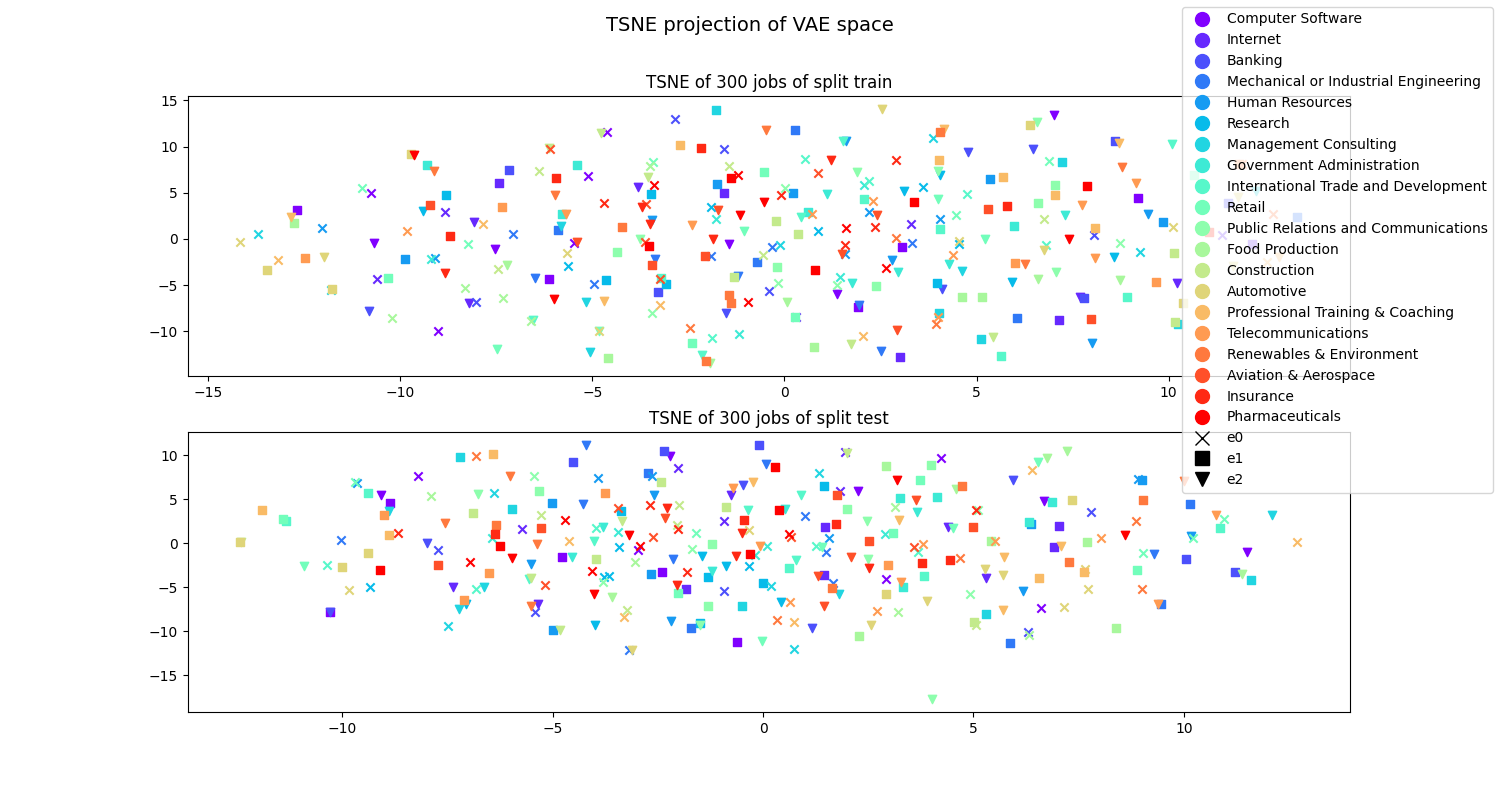 TSNE projection of VAE space
TSNE of 300 jobs of split train
15
10
5
0
−5
−10
−15
−10
−5
0
5
10
TSNE of 300 jobs of split test
10
5
0
−5
−10
−15
−10
−5
0
5
10
Computer Software
Internet
Banking
Mechanical or Industrial Engineering
Human Resources
Research
Management Consulting
Government Administration
International Trade and Development
Retail
Public Relations and Communications
Food Production
Construction
Automotive
Professional Training & Coaching
Telecommunications
Renewables & Environment
Aviation & Aerospace
Insurance
Pharmaceuticals
e0
e1
e2